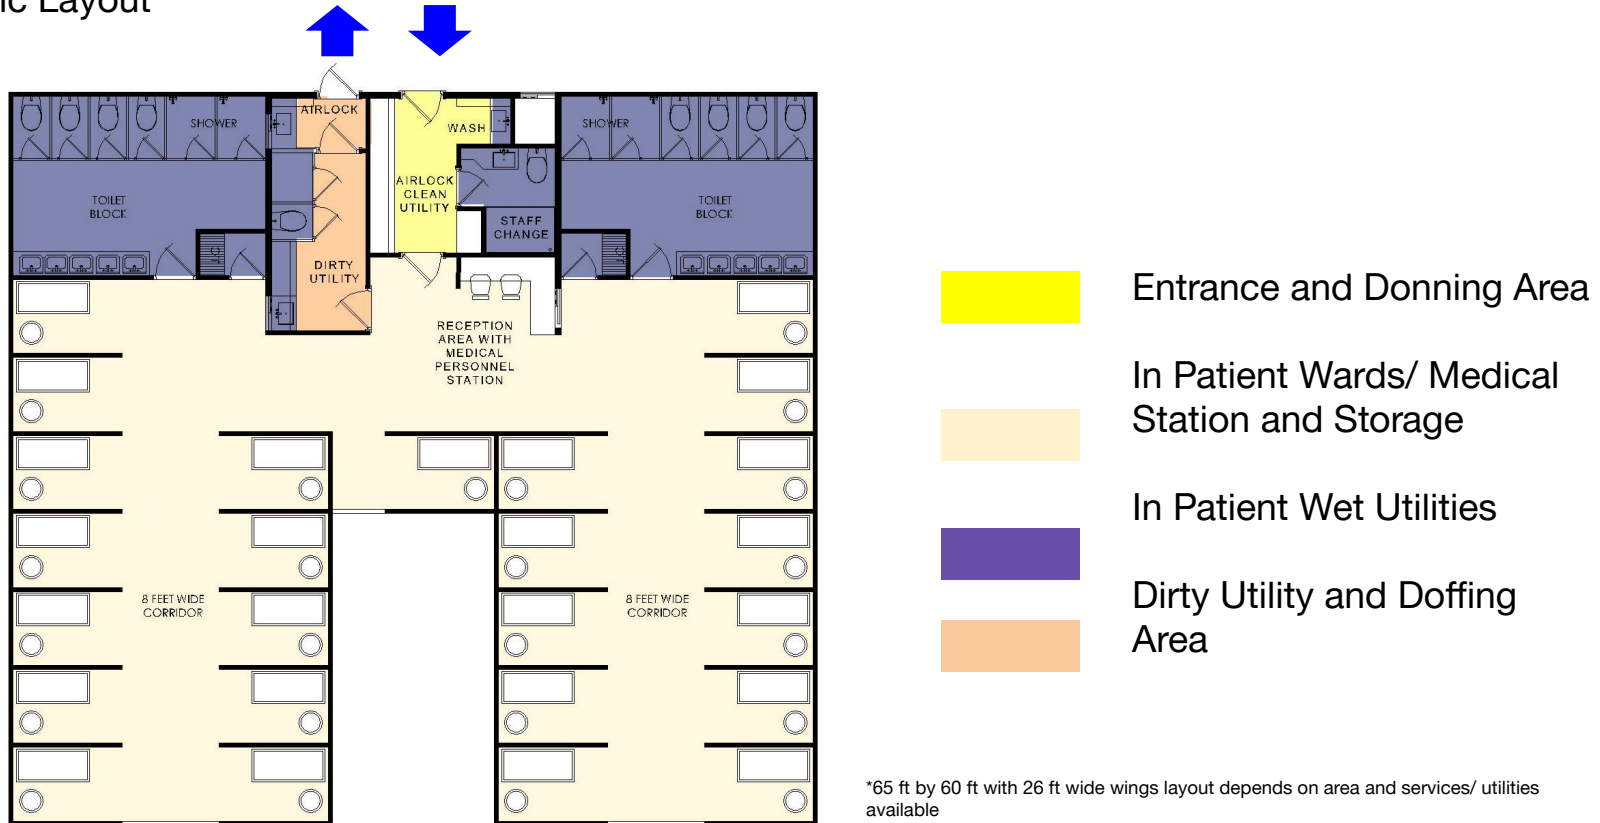 ic Layout
AIRLOCK
SHOWER
WASH
SHOWER
AIRLOCK
CLEAN
UTILITY
TOILET
BLOCK
TOILET
BLOCK
STAFF
CHANGE
DIRTY
UTILITY
RECEPTION
AREA WITH
MEDICAL
PERSONNEL
STATION
8 FEET WIDE
CORRIDOR
8 FEET WIDE
CORRIDOR
Entrance and Donning Area
In Patient Wards/ Medical
Station and Storage
In Patient Wet Utilities
Dirty Utility and Doffing
Area
*65 ft by 60 ft with 26 ft wide wings layout depends on area and services/ utilities
available